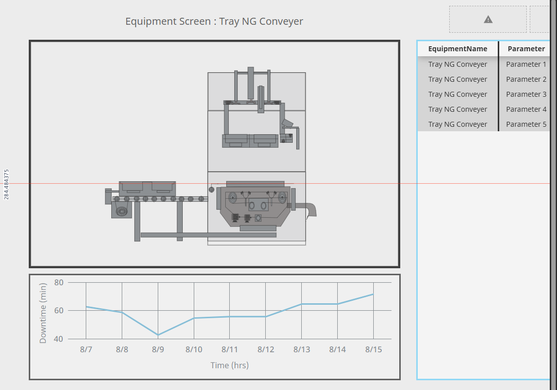 Equipment Screen : Tray NG Conveyer
EquipmentName Parameter
Tray NG Conveyer Parameter 1
Tray NG Conveyer Parameter 2
Tray NG Conveyer Parameter 3
Tray NG Conveyer Parameter 4
Tray NG Conveyer Parameter 5
Downtime (min)
80
60
40
8/7 8/8 8/9 8/10 8/11 8/12 8/13 8/14 8/15
Time (hrs)